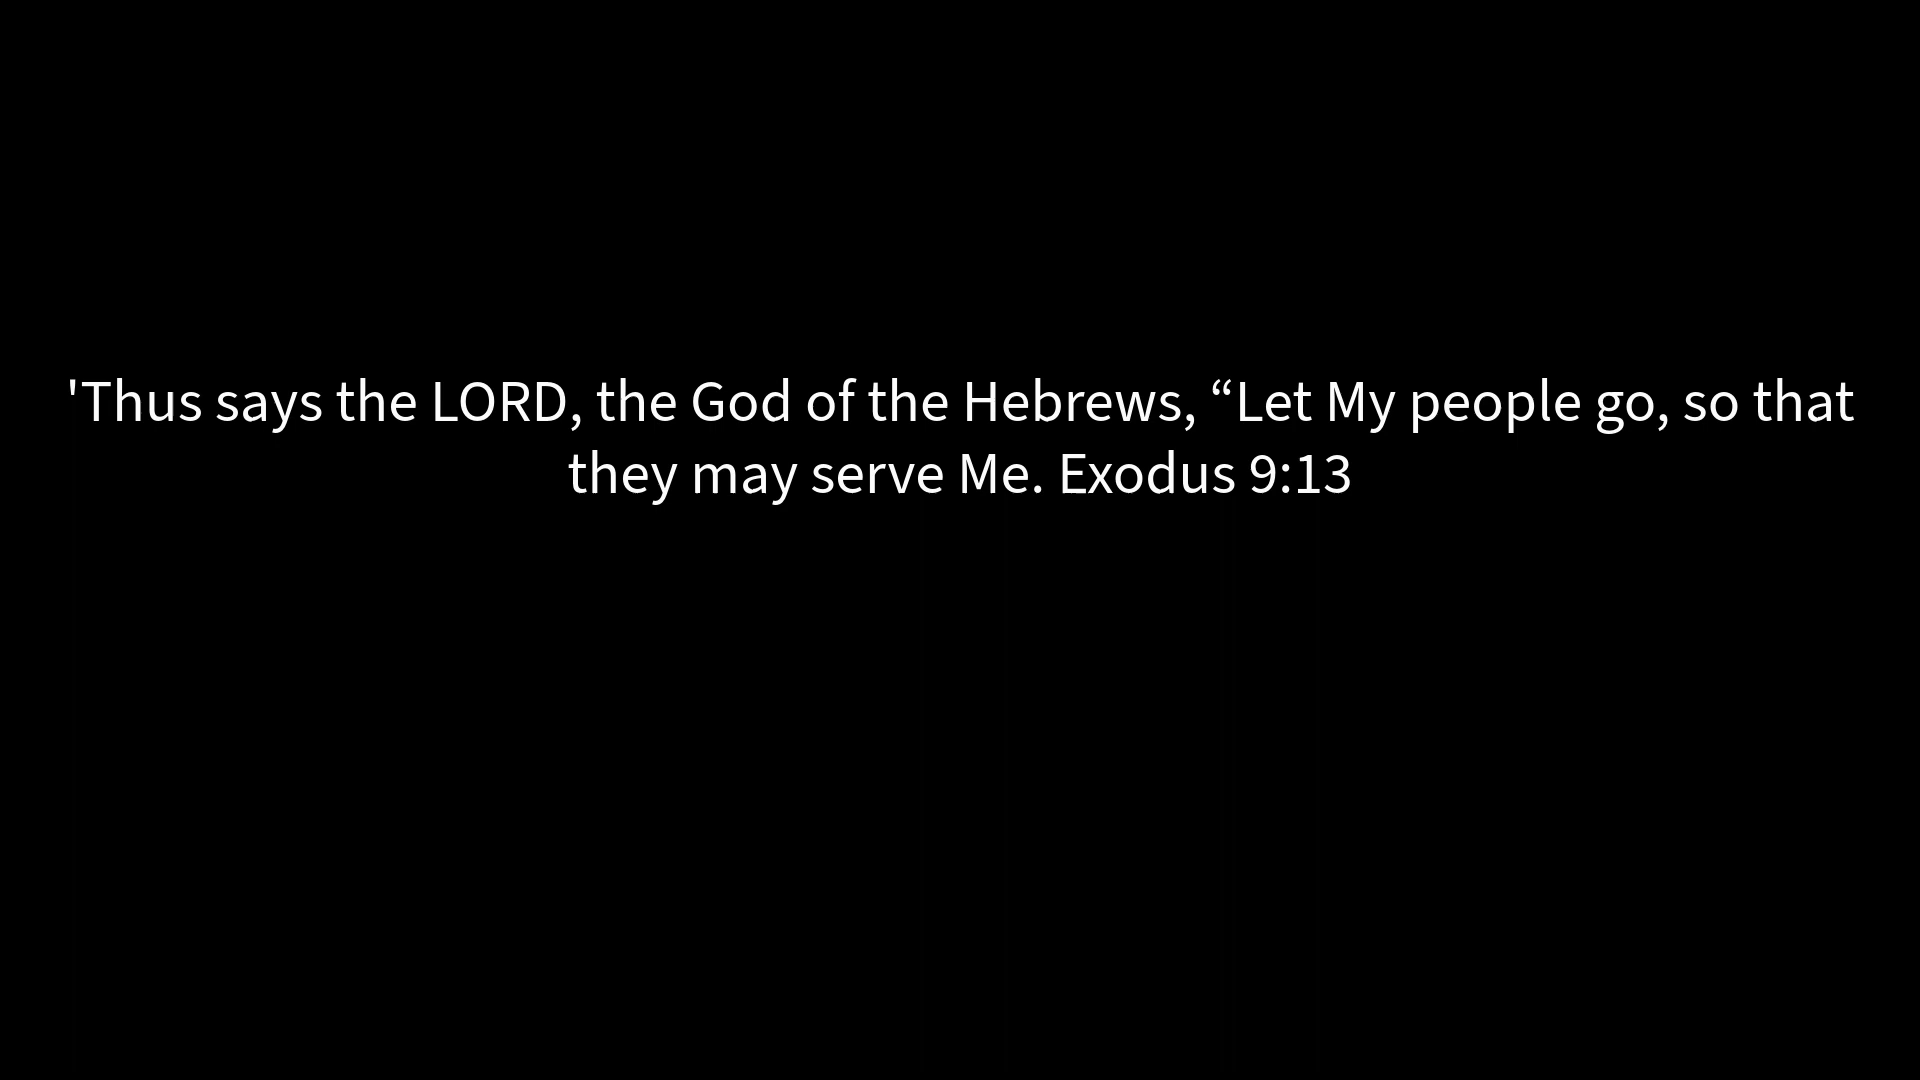 'Thus says the LORD, the God of the Hebrews, “Let My people go, so that
they may serve Me. Exodus 9:13